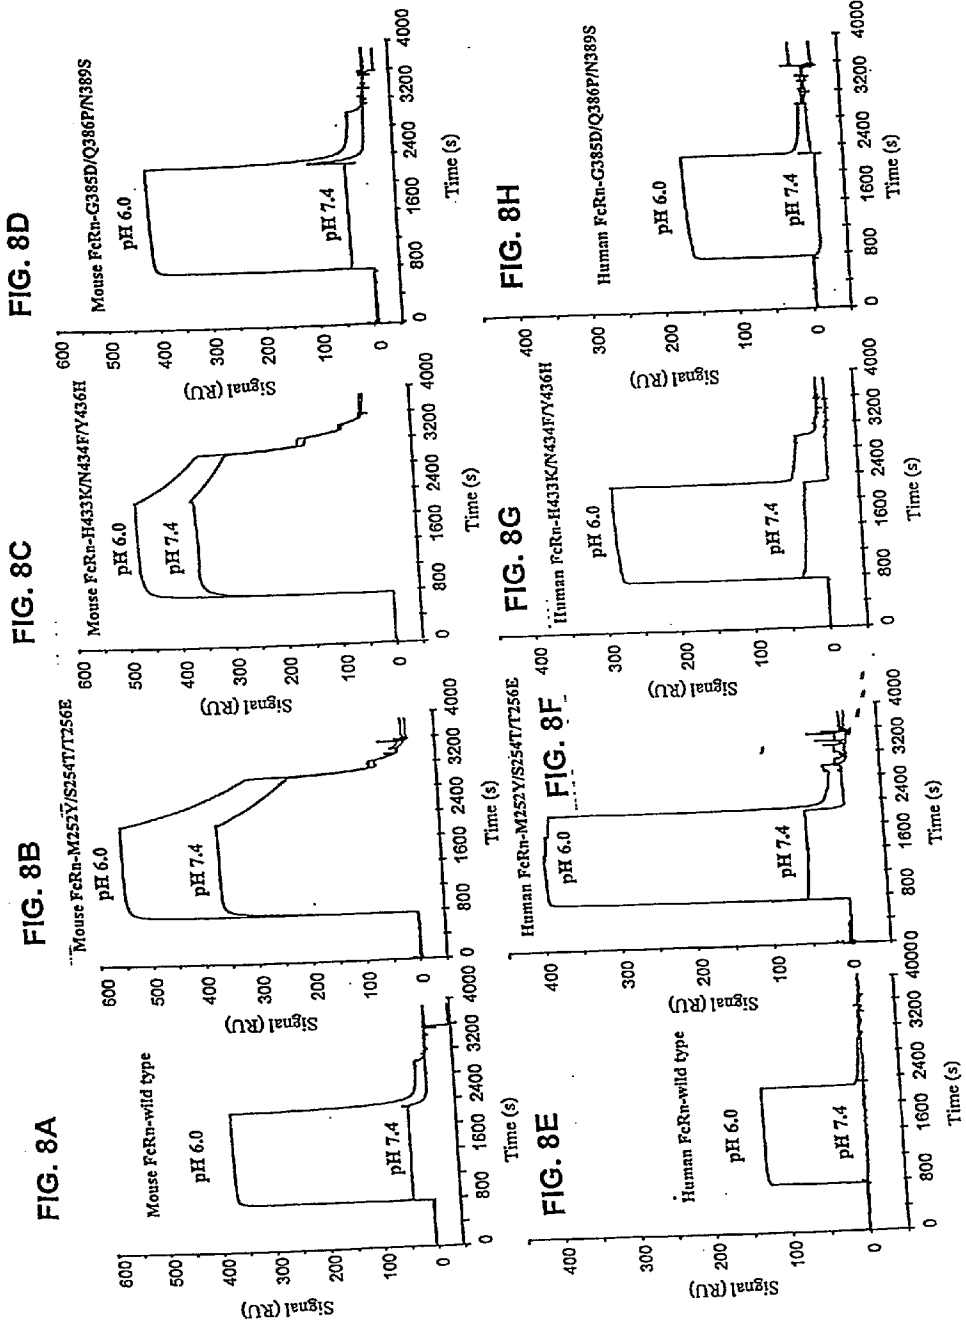 FIG. 8A
Mouse FcRn-wild type
600
500
400
300
200
100
0
Signal (RU)
pH 6.0
pH 7.4
0 800 1600 2400 3200 4000
Time (s)
FIG. 8B
Mouse FcRn-M252Y/S254T/T256E
600
500
400
300
200
100
0
Signal (RU)
pH 6.0
pH 7.4
0 800 1600 2400 3200 4000
Time (s)
FIG. 8C
Mouse FcRn-H433K/N434F/Y436H
600
500
400
300
200
100
0
Signal (RU)
pH 6.0
pH 7.4
0 800 1600 2400 3200 4000
Time (s)
FIG. 8D
Mouse FcRn-G385D/Q386P/N389S
600
500
400
300
200
100
0
Signal (RU)
pH 6.0
pH 7.4
0 800 1600 2400 3200 4000
Time (s)
FIG. 8E
Human FcRn-wild type
400
300
200
100
0
Signal (RU)
pH 6.0
pH 7.4
0 800 1600 2400 3200 4000
Time (s)
FIG. 8F
Human FcRn-M252Y/S254T/T256E
400
300
200
100
0
Signal (RU)
pH 6.0
pH 7.4
0 800 1600 2400 3200 4000
Time (s)
FIG. 8G
Human FcRn-H433K/N434F/Y436H
400
300
200
100
0
Signal (RU)
pH 6.0
pH 7.4
0 800 1600 2400 3200 4000
Time (s)
FIG. 8H
Human FcRn-G385D/Q386P/N389S
400
300
200
100
0
Signal (RU)
pH 6.0
pH 7.4
0 800 1600 2400 3200 4000
Time (s)